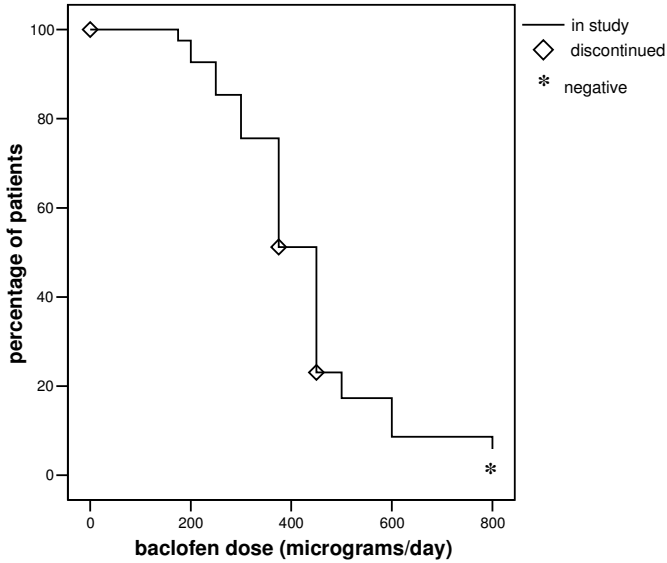 100
80
60
40
20
0
0 200 400 600 800
percentage of patients
baclofen dose (micrograms/day)
in study
discontinued
* negative
*